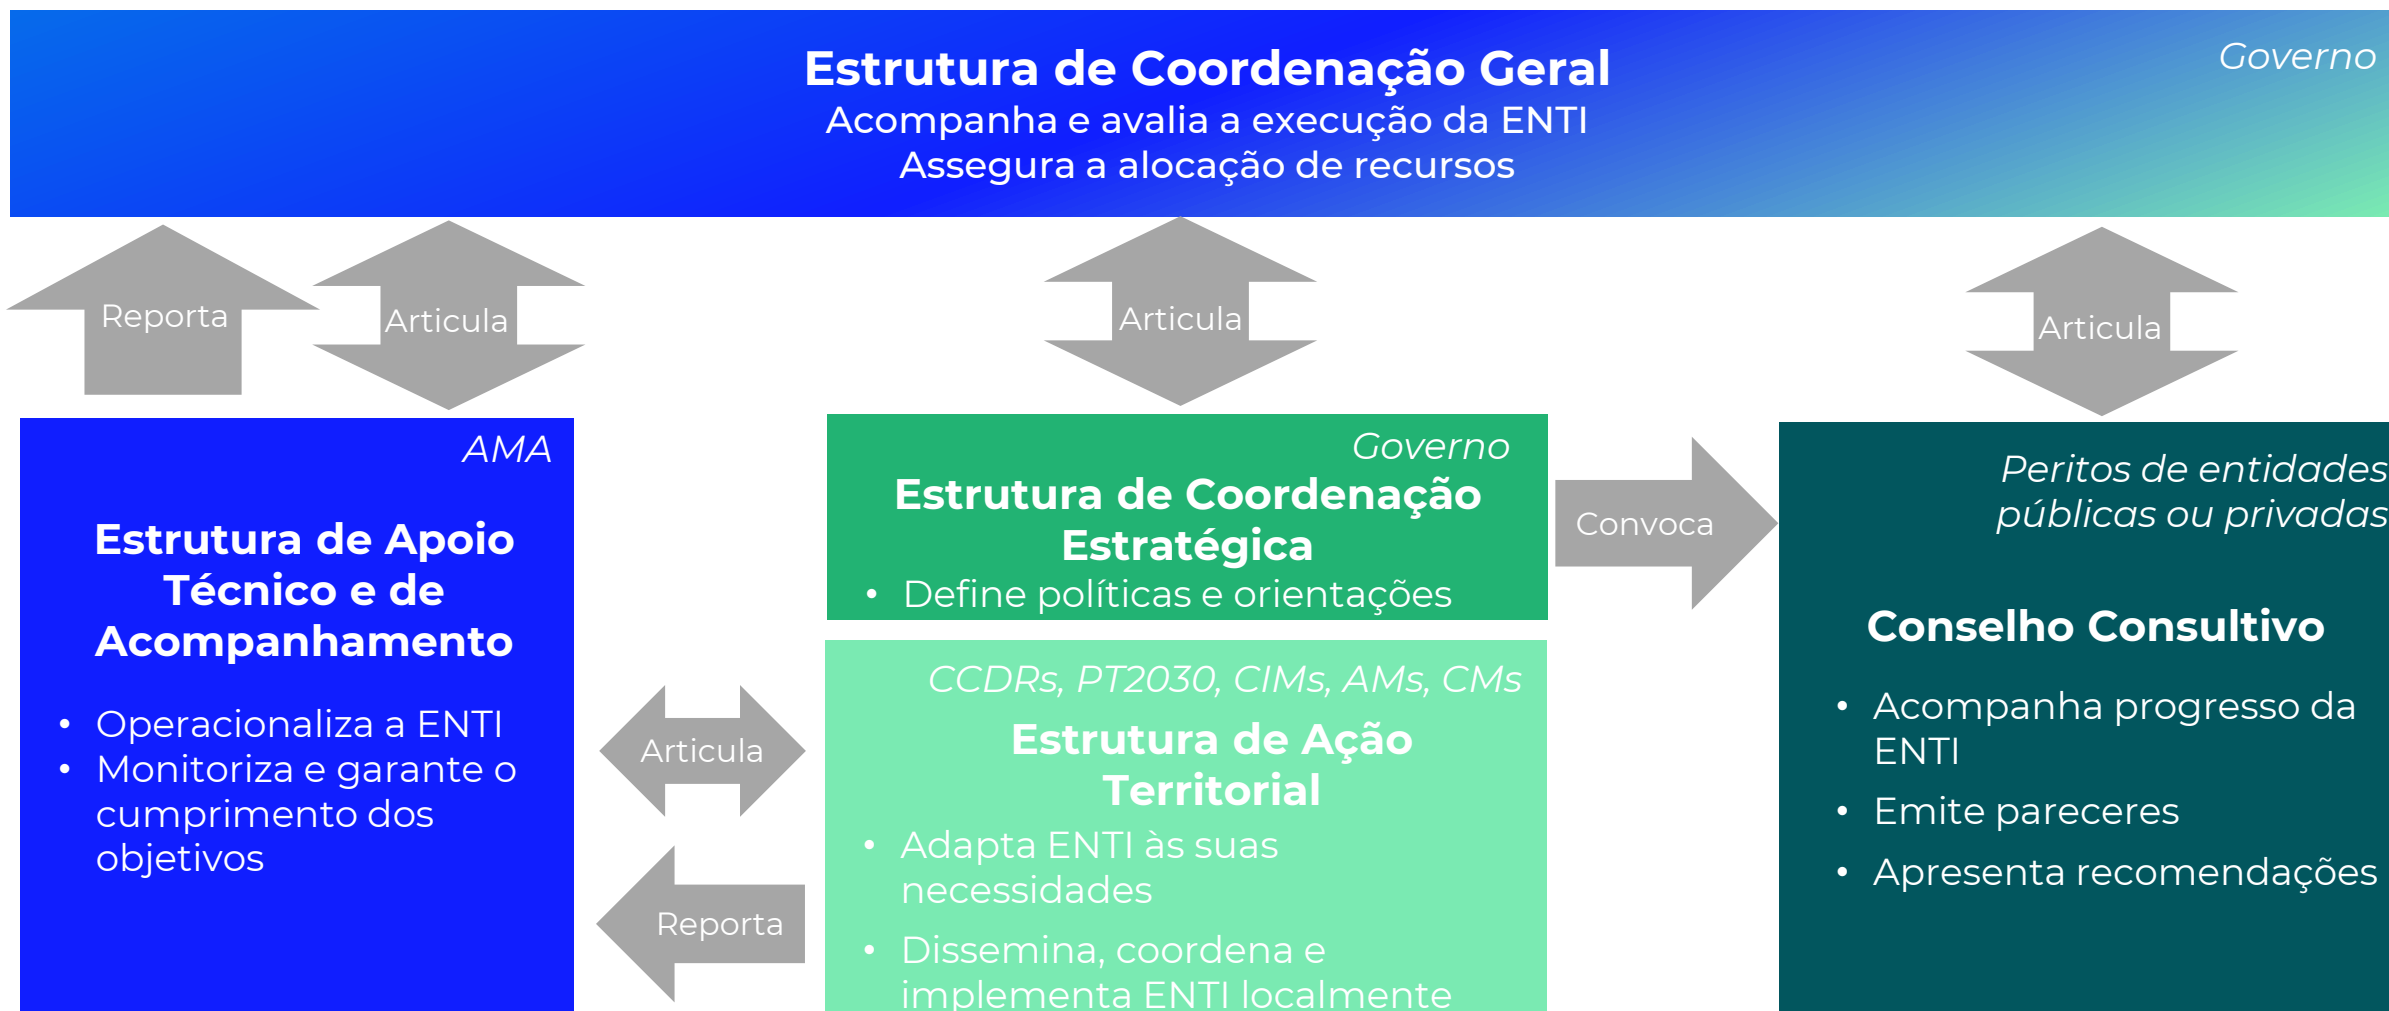 Governo
Estrutura de Coordenação Geral
Acompanha e avalia a execução da ENTI
Assegura a alocação de recursos
Reporta
Articula
Articula
Articula
AMA
Estrutura de Apoio
Técnico e de
Acompanhamento
• Operacionaliza a ENTI
• Monitoriza e garante o
cumprimento dos
objetivos
Governo
Estrutura de Coordenação
Estratégica
• Define políticas e orientações
Convoca
Articula
Reporta
CCDRs, PT2030, CIMs, AMs, CMs
Estrutura de Ação
Territorial
• Adapta ENTI às suas
necessidades
• Dissemina, coordena e
implementa ENTI localmente
Peritos de entidades
públicas ou privadas
Conselho Consultivo
• Acompanha progresso da
ENTI
• Emite pareceres
• Apresenta recomendações